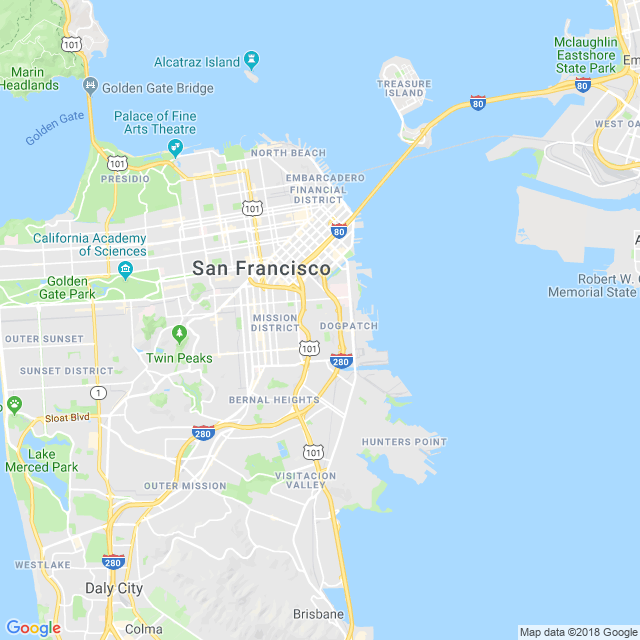 Mclaughlin
Eastshore
State Park
Em
101
Alcatraz Island
Marin
Headlands
Golden Gate Bridge
TREASURE
ISLAND
80
80
Palace of Fine
Arts Theatre
Golden Gate
WEST OA
NORTH BEACH
101
PRESIDIO
EMBARCADERO
FINANCIAL
DISTRICT
101
80
California Academy
of Sciences
A
San Francisco
Golden
Gate Park
Robert W. C
Memorial State
MISSION
DISTRICT
DOGPATCH
OUTER SUNSET
Twin Peaks
101
280
SUNSET DISTRICT
1
BERNAL HEIGHTS
o
Sloat Blvd
280
HUNTERS POINT
Lake
Merced Park
101
OUTER MISSION
VISITACION
VALLEY
WESTLAKE
280
Daly City
Brisbane
Colma
Google
Map data ©2018 Google